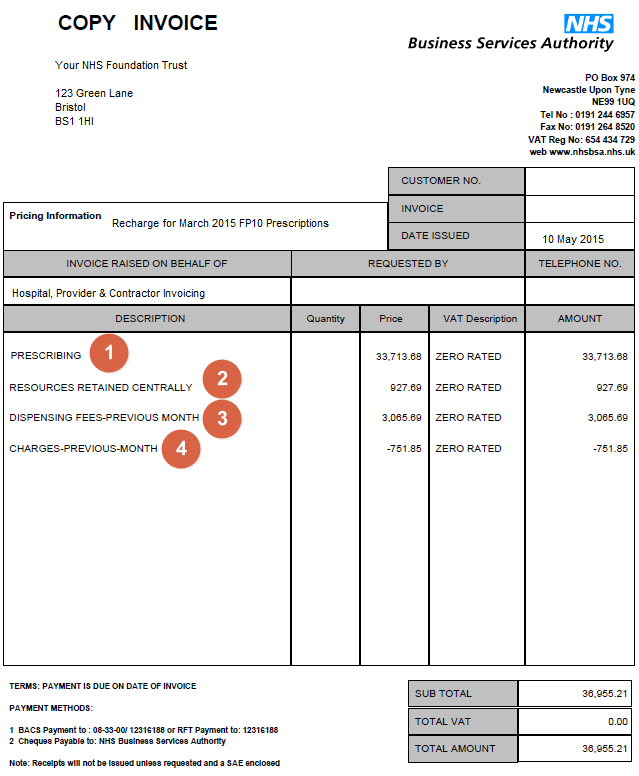 COPY INVOICE
NHS
Business Services Authority
Your NHS Foundation Trust
123 Green Lane
Bristol
BS1 1HI
PO Box 974
Newcastle Upon Tyne
NE99 1UQ
Tel No : 0191 244 6957
Fax No: 0191 264 8520
VAT Reg No: 654 434 729
web www.nhsbsa.nhs.uk
CUSTOMER NO.
INVOICE
DATE ISSUED 10 May 2015
Pricing Information Recharge for March 2015 FP10 Prescriptions
INVOICE RAISED ON BEHALF OF REQUESTED BY TELEPHONE NO.
Hospital, Provider & Contractor Invoicing
DESCRIPTION Quantity Price VAT Description AMOUNT
PRESCRIBING 1 33,713.68 ZERO RATED 33,713.68
RESOURCES RETAINED CENTRALLY 2 927.69 ZERO RATED 927.69
DISPENSING FEES-PREVIOUS MONTH 3 3,065.69 ZERO RATED 3,065.69
CHARGES-PREVIOUS-MONTH 4 -751.85 ZERO RATED -751.85
TERMS: PAYMENT IS DUE ON DATE OF INVOICE
PAYMENT METHODS:
1 BACS Payment to : 08-33-00/ 12316188 or RFT Payment to: 12316188
2 Cheques Payable to: NHS Business Services Authority
Note: Receipts will not be issued unless requested and a SAE enclosed
SUB TOTAL 36,955.21
TOTAL VAT 0.00
TOTAL AMOUNT 36,955.21